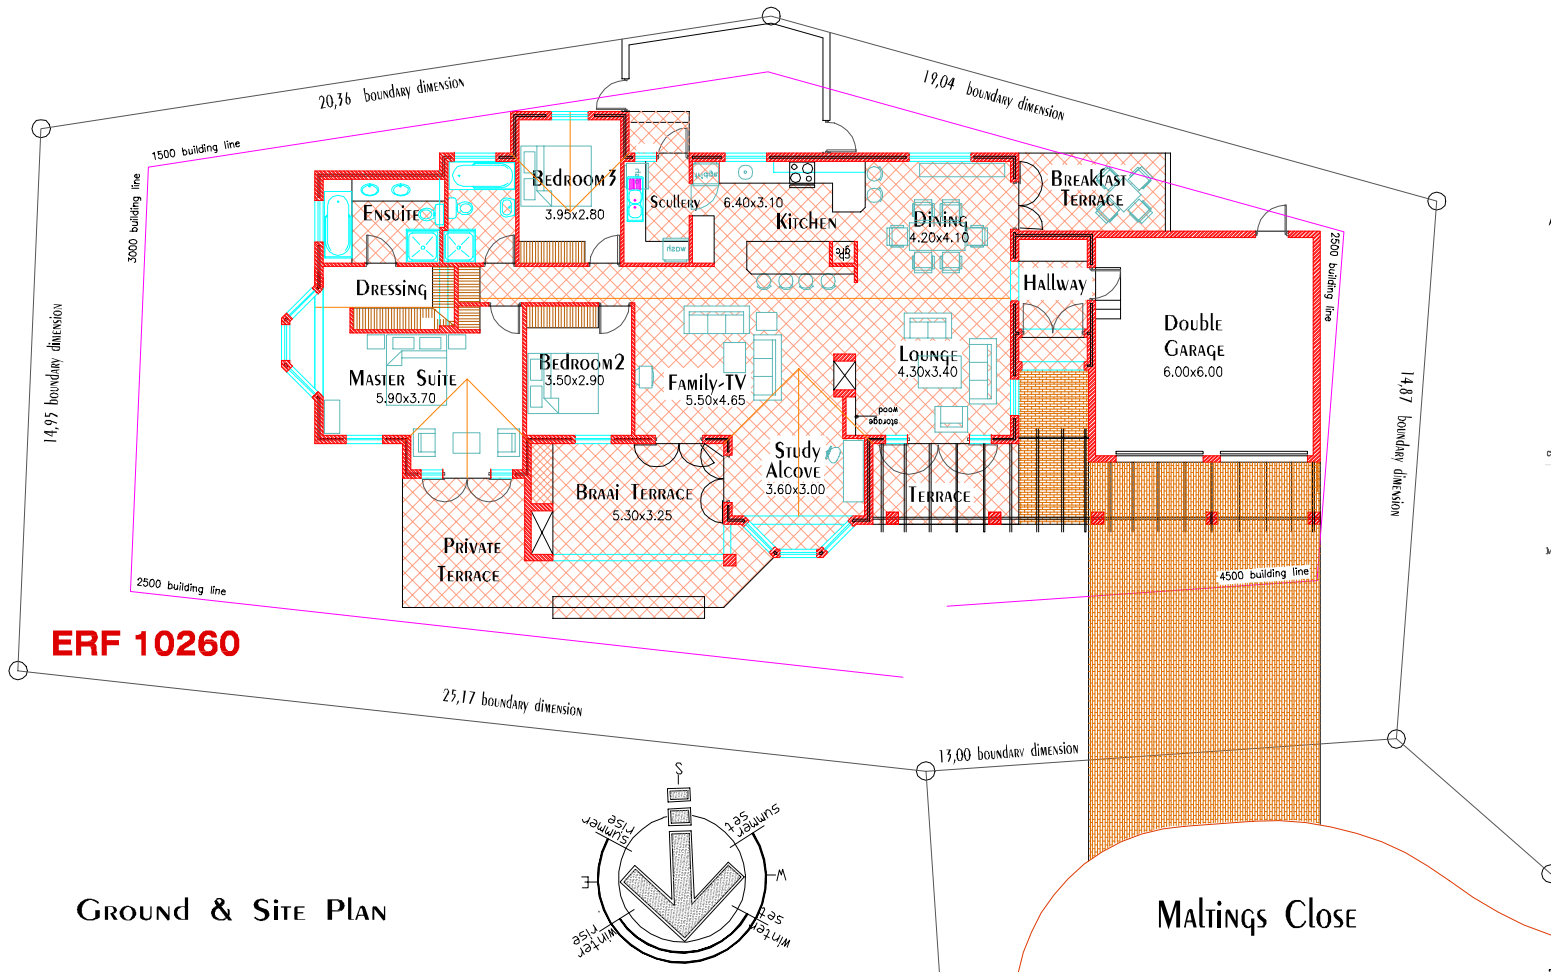 20,36 boundary dimension
19,04 boundary dimension
1500 building line
3000 building line
Bedroom 3
3.95x2.80
Scullery
6.40x3.10
Kitchen
Dining
4.20x4.10
Breakfast
Terrace
Ensuite
Dressing
Hallway
2500 building line
Double
Garage
6.00x6.00
14,95 boundary dimension
Master Suite
5.90x3.70
Bedroom 2
3.50x2.90
Family-TV
5.50x4.65
Lounge
4.30x3.40
wood
storage
14,87 boundary dimension
Study
Alcove
3.60x3.00
Braai Terrace
5.30x3.25
Terrace
Private
Terrace
2500 building line
4500 building line
ERF 10260
25,17 boundary dimension
13,00 boundary dimension
S
summer
rise
summer
set
E
W
winter
rise
winter
set
Ground & Site Plan
Maltings Close